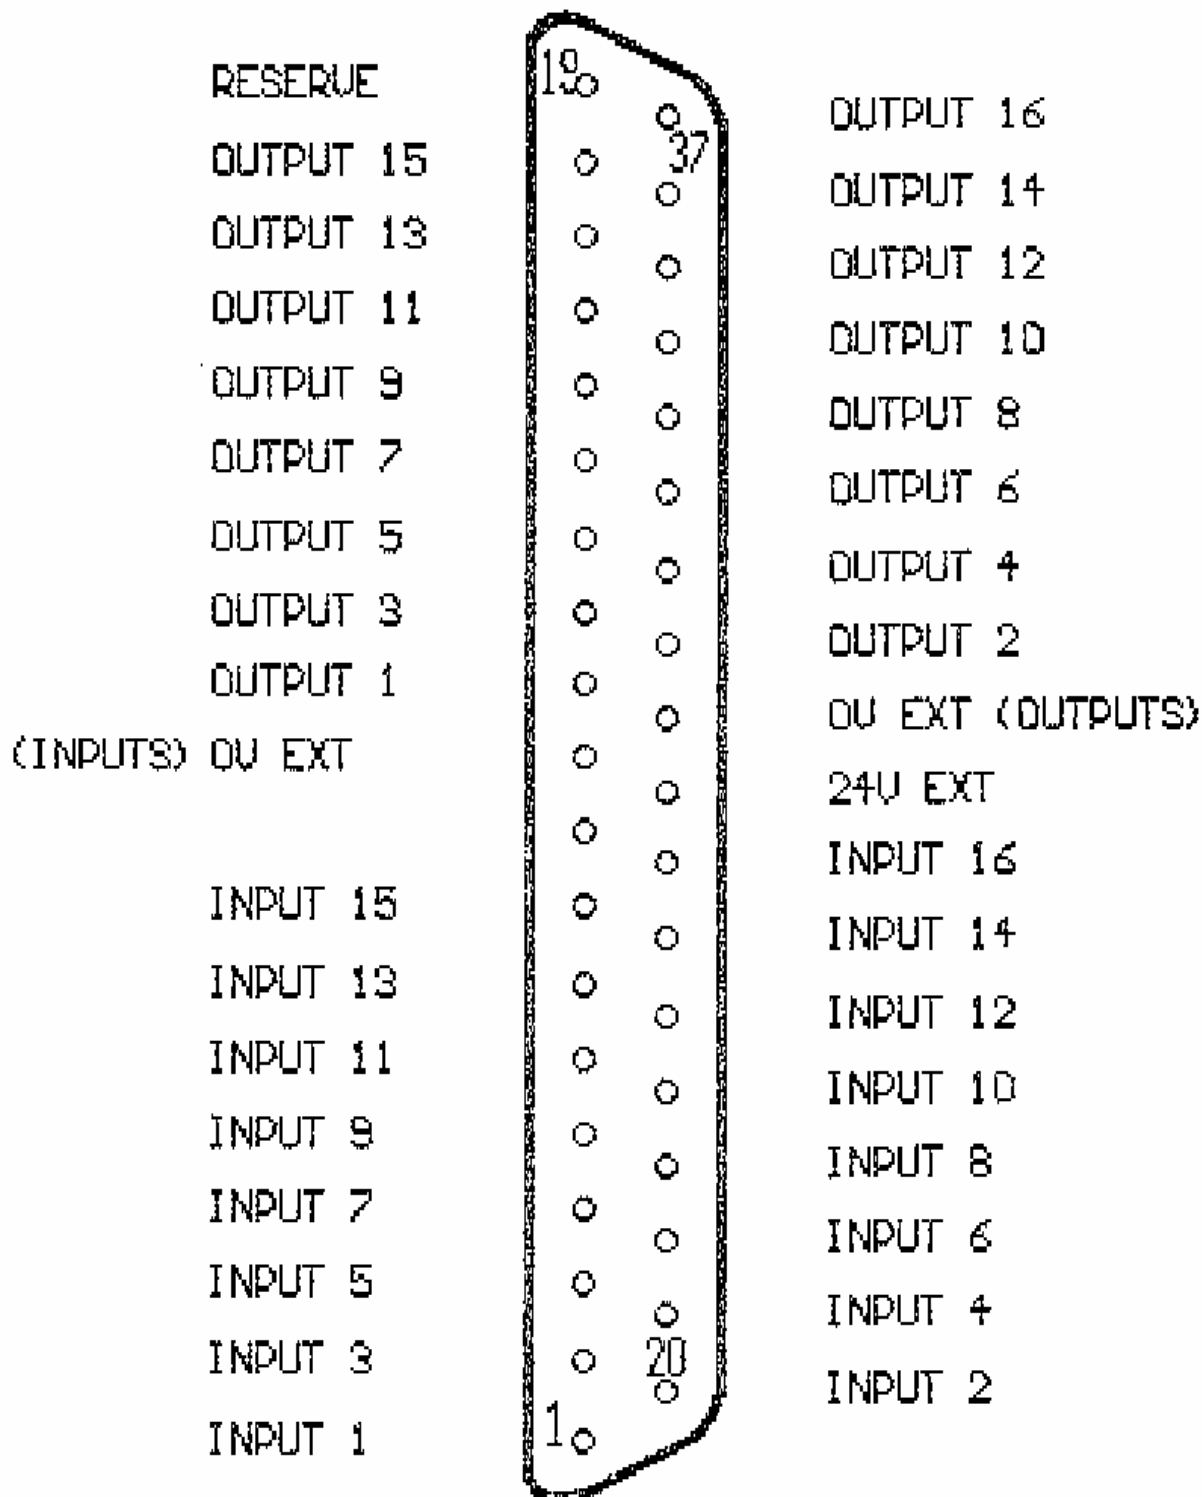 RESERVE
19
OUTPUT 16
37
OUTPUT 15
OUTPUT 14
OUTPUT 13
OUTPUT 12
OUTPUT 11
OUTPUT 10
OUTPUT 9
OUTPUT 8
OUTPUT 7
OUTPUT 6
OUTPUT 5
OUTPUT 4
OUTPUT 3
OUTPUT 2
OUTPUT 1
0V EXT (OUTPUTS)
(INPUTS) 0V EXT
24V EXT
INPUT 16
INPUT 15
INPUT 14
INPUT 13
INPUT 12
INPUT 11
INPUT 10
INPUT 9
INPUT 8
INPUT 7
INPUT 6
INPUT 5
INPUT 4
INPUT 3
20
INPUT 2
INPUT 1
1